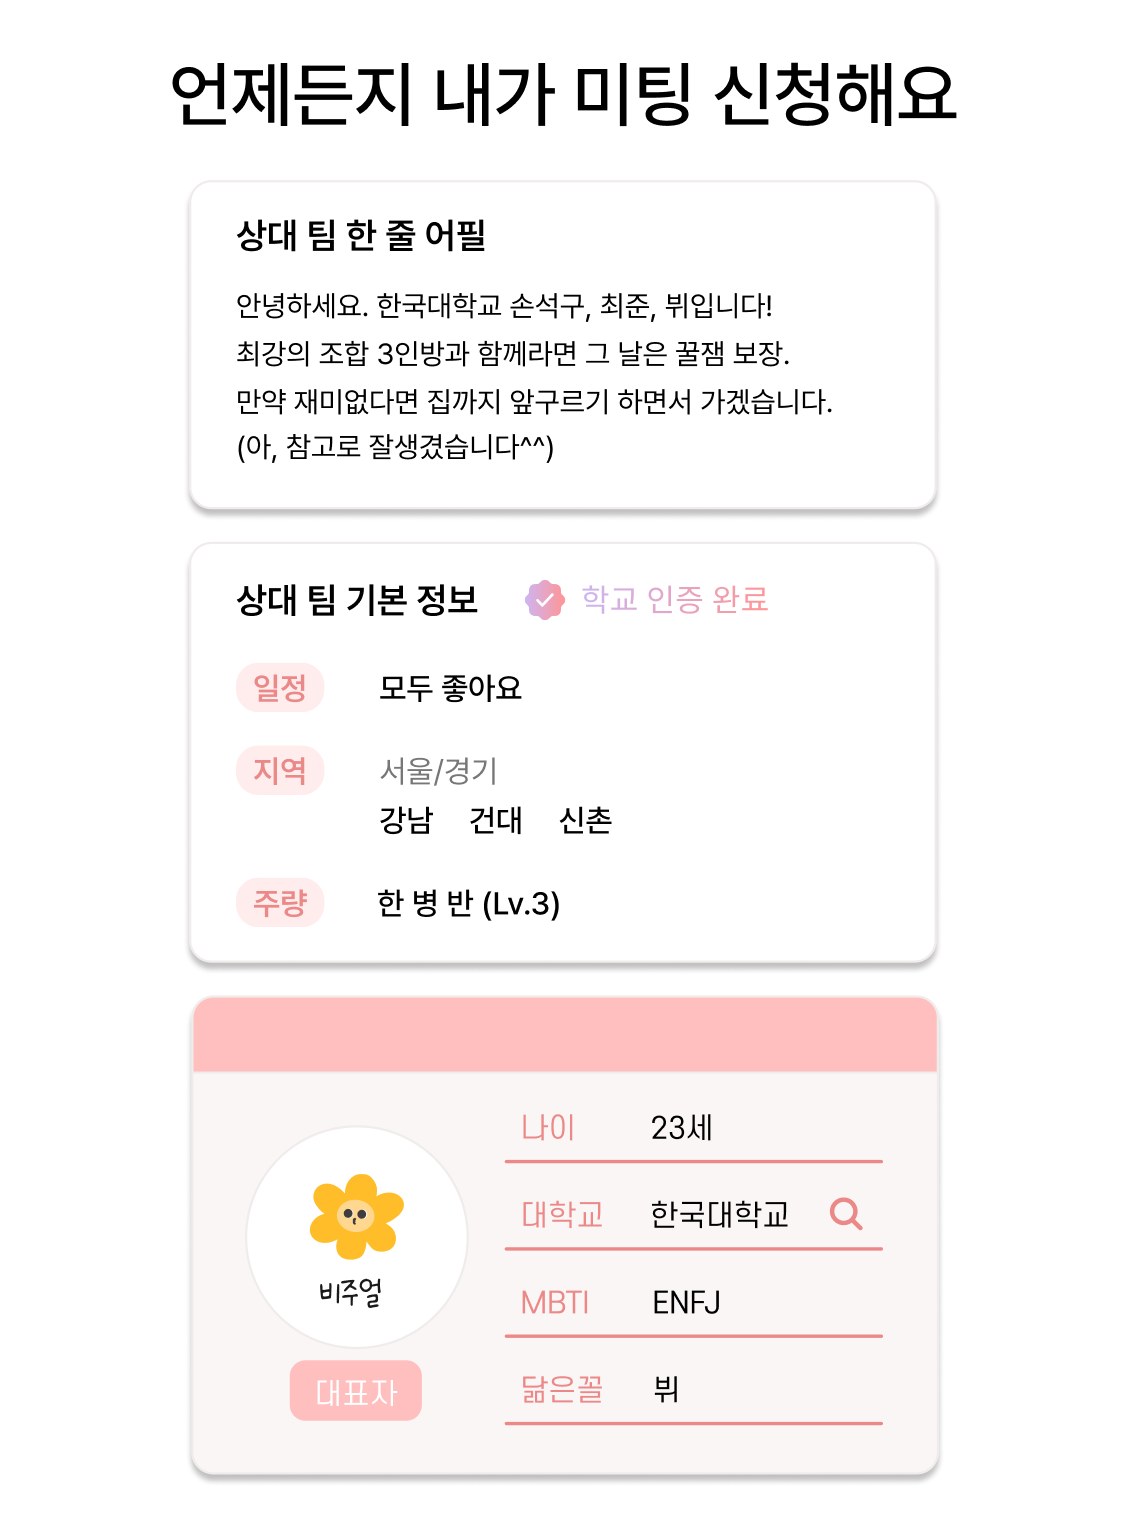 언제든지 내가 미팅 신청해요
상대 팀 한 줄 어필
안녕하세요. 한국대학교 손석구, 최준, 뷔입니다!
최강의 조합 3인방과 함께라면 그 날은 꿀잼 보장.
만약 재미없다면 집까지 앞구르기 하면서 가겠습니다.
(아, 참고로 잘생겼습니다^^)
상대 팀 기본 정보 학교 인증 완료
일정 모두 좋아요
지역 서울/경기
강남 건대 신촌
주량 한 병 반 (Lv.3)
나이 23세
대학교 한국대학교
MBTI ENFJ
닮은꼴 뷔
비주얼
대표자